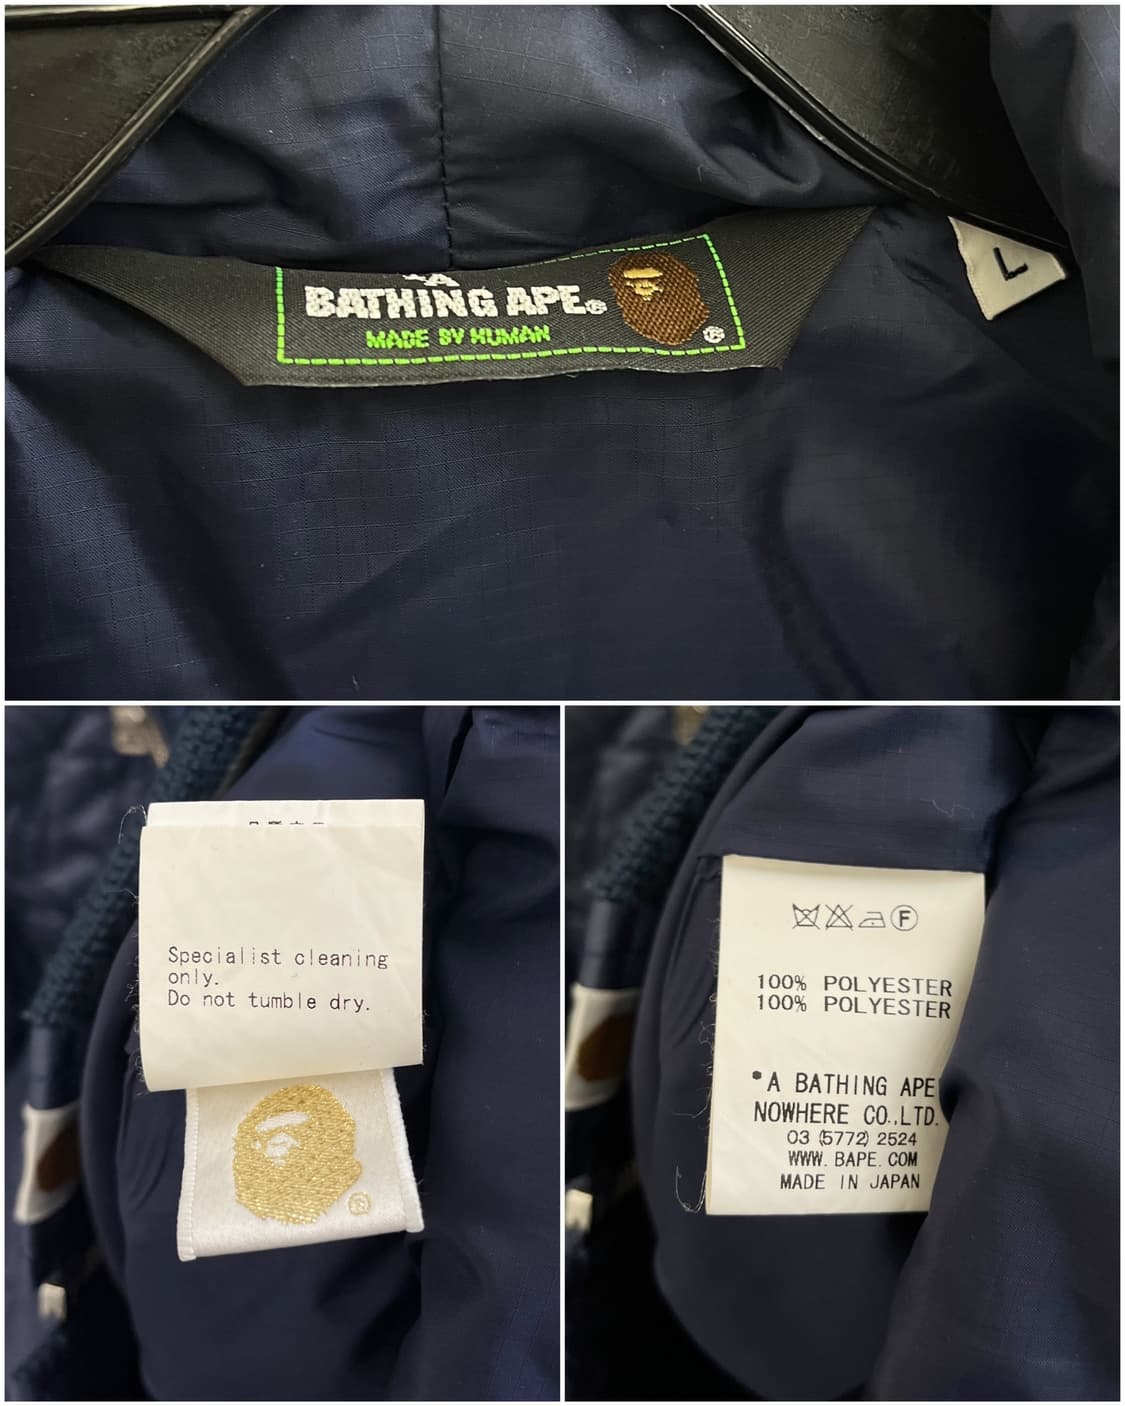 A
BATHING APE®
MADE BY HUMAN
®
L
Specialist cleaning
only.
Do not tumble dry.
®
F
100% POLYESTER
100% POLYESTER
*A BATHING APE
NOWHERE CO.,LTD.
03 (5772) 2524
WWW. BAPE. COM
MADE IN JAPAN